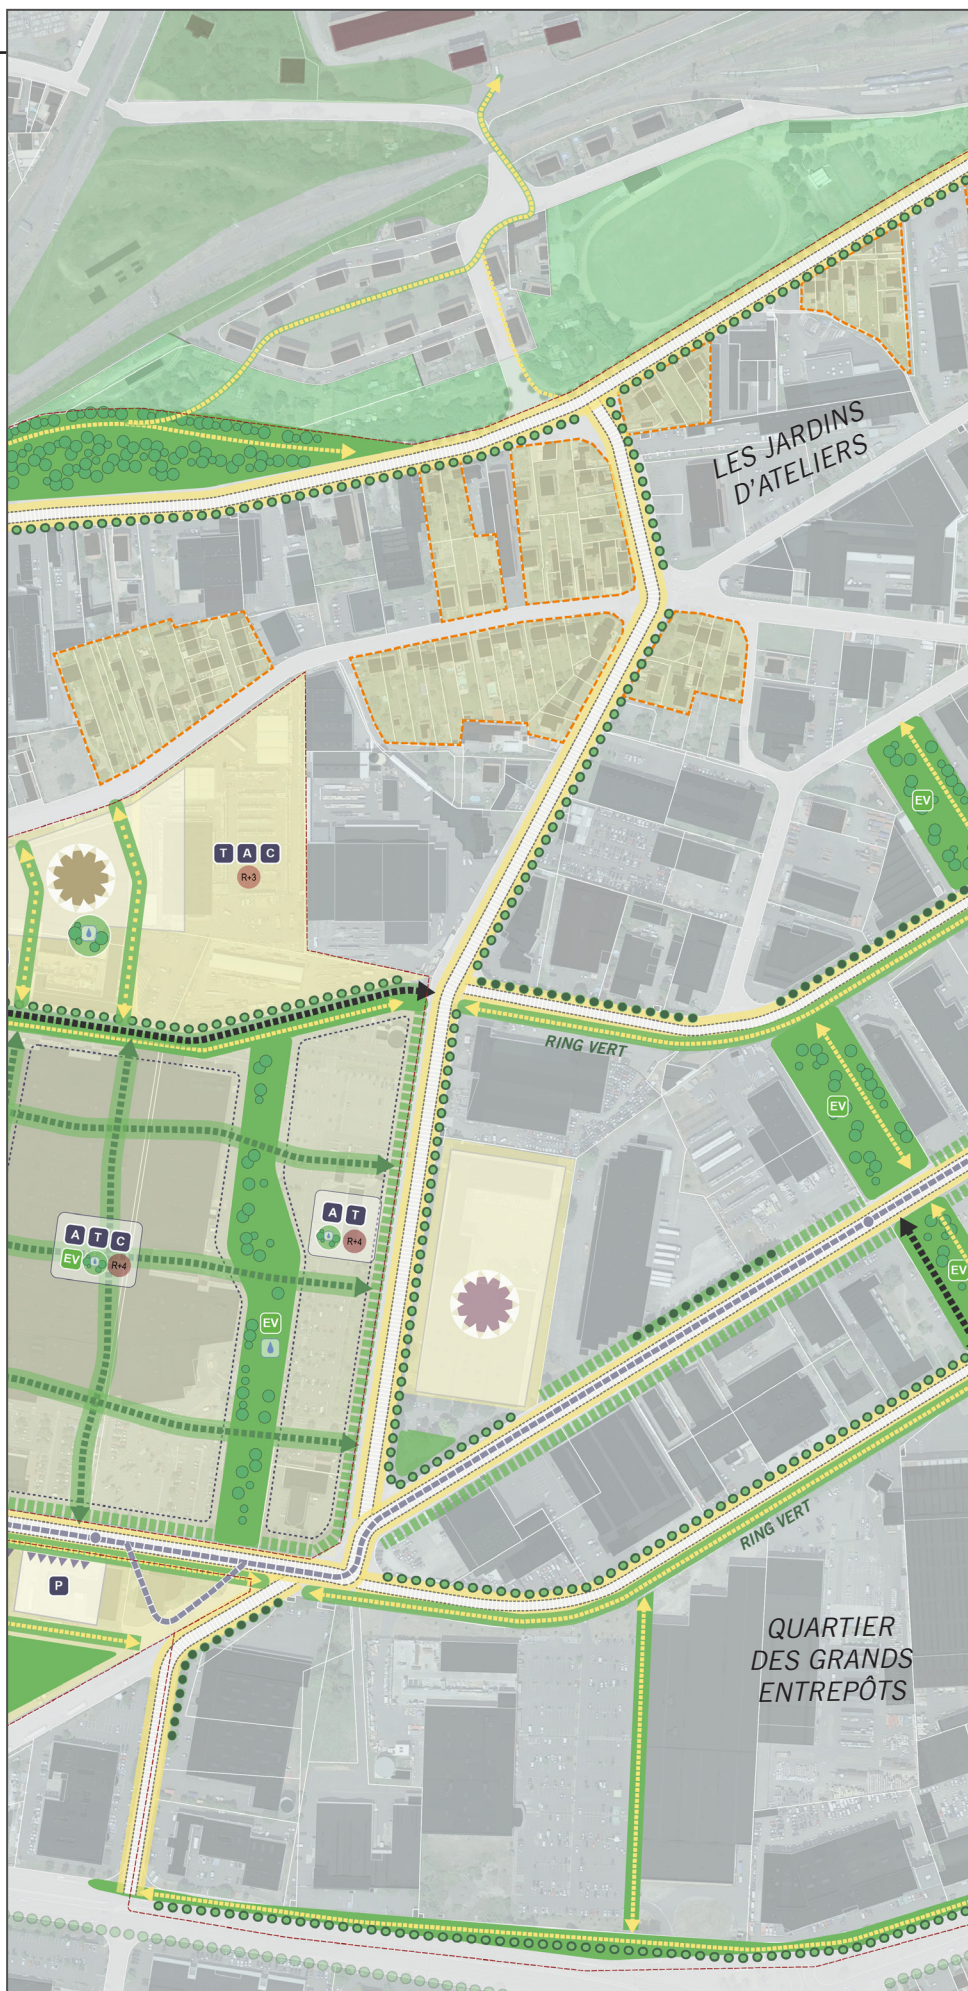 LES JARDINS
D'ATELIERS
EV
T A C
R+3
RING VERT
EV
A T
R+4
A T C
EV R+4
EV
EV
RING VERT
P
QUARTIER
DES GRANDS
ENTREPÔTS